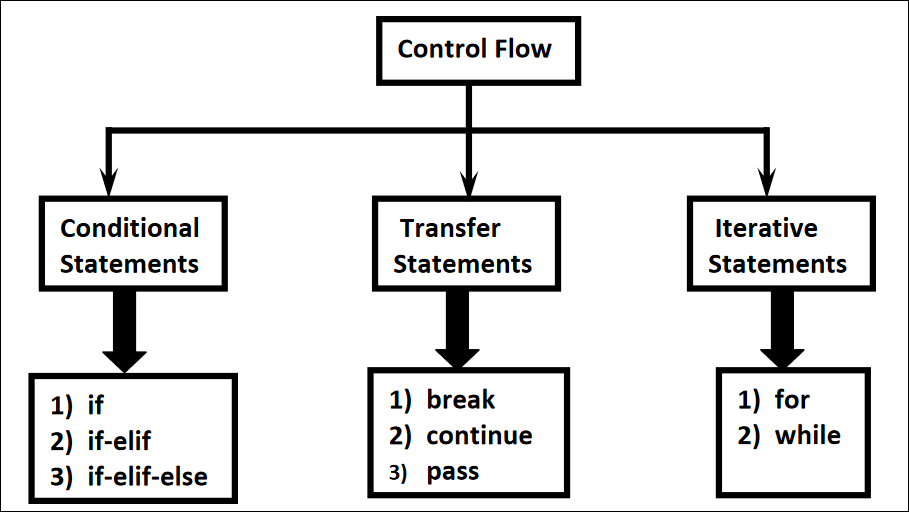 Control Flow
Conditional
Statements
Transfer
Statements
Iterative
Statements
1) if
2) if-elif
3) if-elif-else
1) break
2) continue
3) pass
1) for
2) while